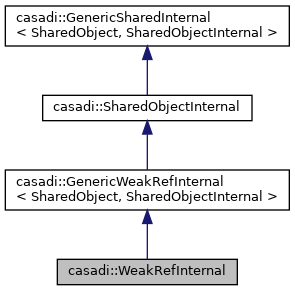 casadi::GenericSharedInternal
< SharedObject, SharedObjectInternal >
casadi::SharedObjectInternal
casadi::GenericWeakRefInternal
< SharedObject, SharedObjectInternal >
casadi::WeakRefInternal